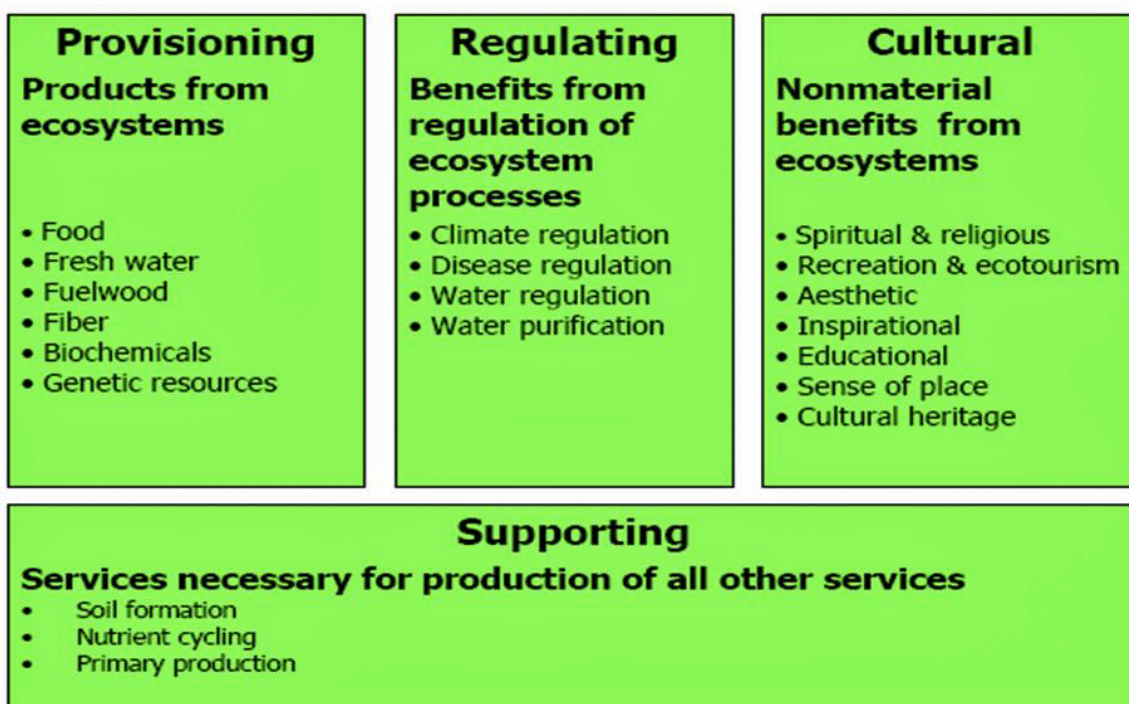 Provisioning
Products from
ecosystems
• Food
• Fresh water
• Fuelwood
• Fiber
• Biochemicals
• Genetic resources
Regulating
Benefits from
regulation of
ecosystem
processes
• Climate regulation
• Disease regulation
• Water regulation
• Water purification
Cultural
Nonmaterial
benefits from
ecosystems
• Spiritual & religious
• Recreation & ecotourism
• Aesthetic
• Inspirational
• Educational
• Sense of place
• Cultural heritage
Supporting
Services necessary for production of all other services
• Soil formation
• Nutrient cycling
• Primary production